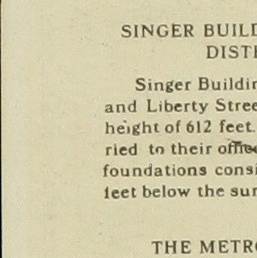 SINGER BUILD
DISTI
Singer Buildin
and Liberty Stree
height of 612 feet.
ried to their offices
foundations consi
feet below the sur
THE METR